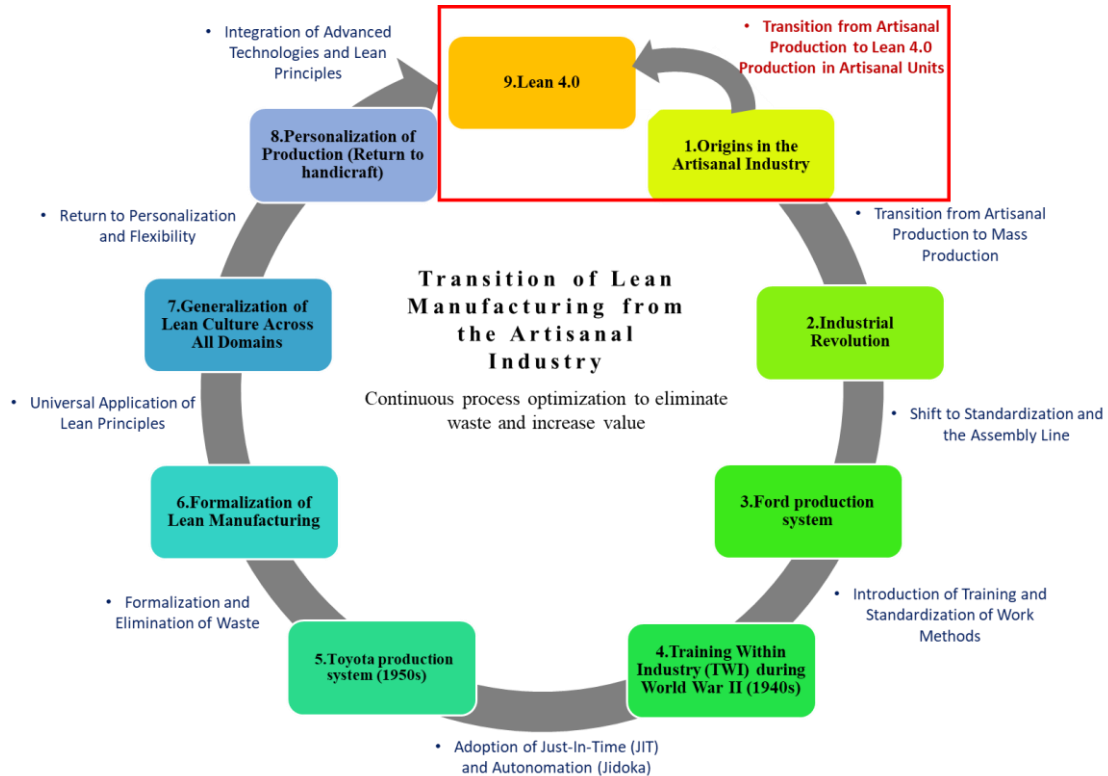 • Integration of Advanced
Technologies and Lean
Principles
9.Lean 4.0
• Transition from Artisanal
Production to Lean 4.0
Production in Artisanal Units
8.Personalization of
Production (Return to
handicraft)
1.Origins in the
Artisanal Industry
• Return to Personalization
and Flexibility
• Transition from Artisanal
Production to Mass
Production
Transition of Lean
Manufacturing from
the Artisanal
Industry
Continuous process optimization to eliminate
waste and increase value
7.Generalization of
Lean Culture Across
All Domains
2.Industrial
Revolution
• Universal Application of
Lean Principles
• Shift to Standardization and
the Assembly Line
6.Formalization of
Lean Manufacturing
3.Ford production
system
• Formalization and
Elimination of Waste
• Introduction of Training and
Standardization of Work
Methods
5.Toyota production
system (1950s)
4.Training Within
Industry (TWI) during
World War II (1940s)
• Adoption of Just-In-Time (JIT)
and Autonomation (Jidoka)